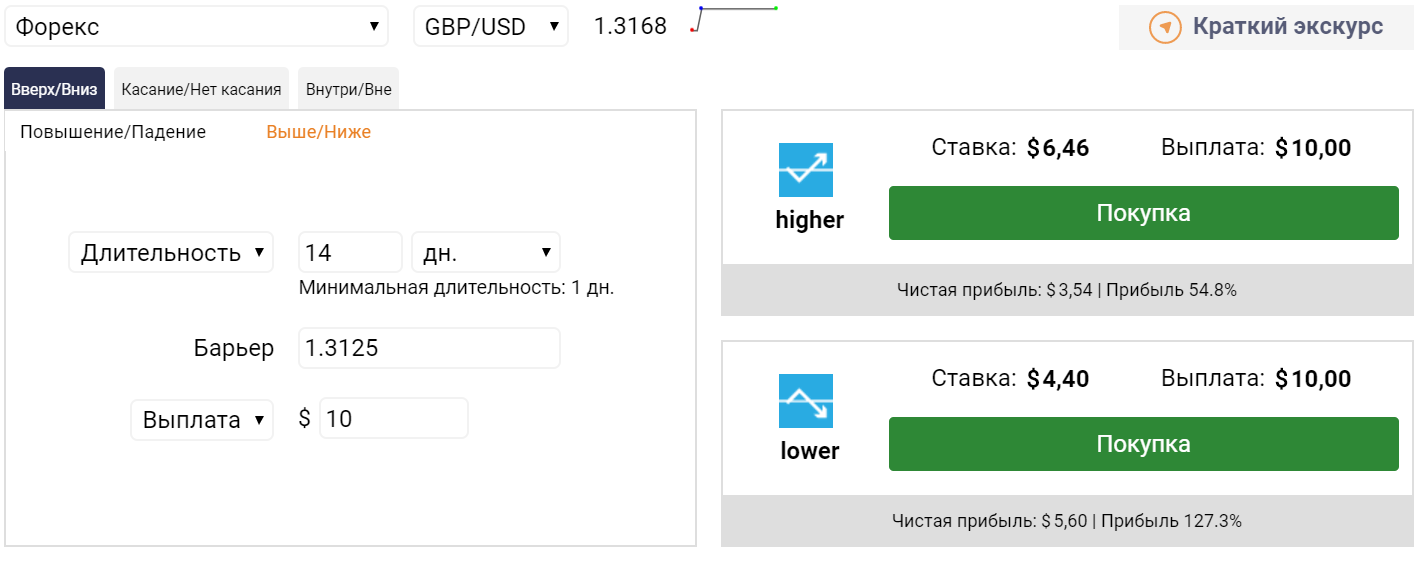 Форекс
GBP/USD
1.3168
Краткий экскурс
Вверх/Вниз
Касание/Нет касания
Внутри/Вне
Повышение/Падение
Выше/Ниже
Длительность
14
дн.
Минимальная длительность: 1 дн.
Барьер
1.3125
Выплата
$
10
Ставка: $6,46
Выплата: $10,00
higher
Покупка
Чистая прибыль: $3,54 | Прибыль 54.8%
Ставка: $4,40
Выплата: $10,00
lower
Покупка
Чистая прибыль: $5,60 | Прибыль 127.3%